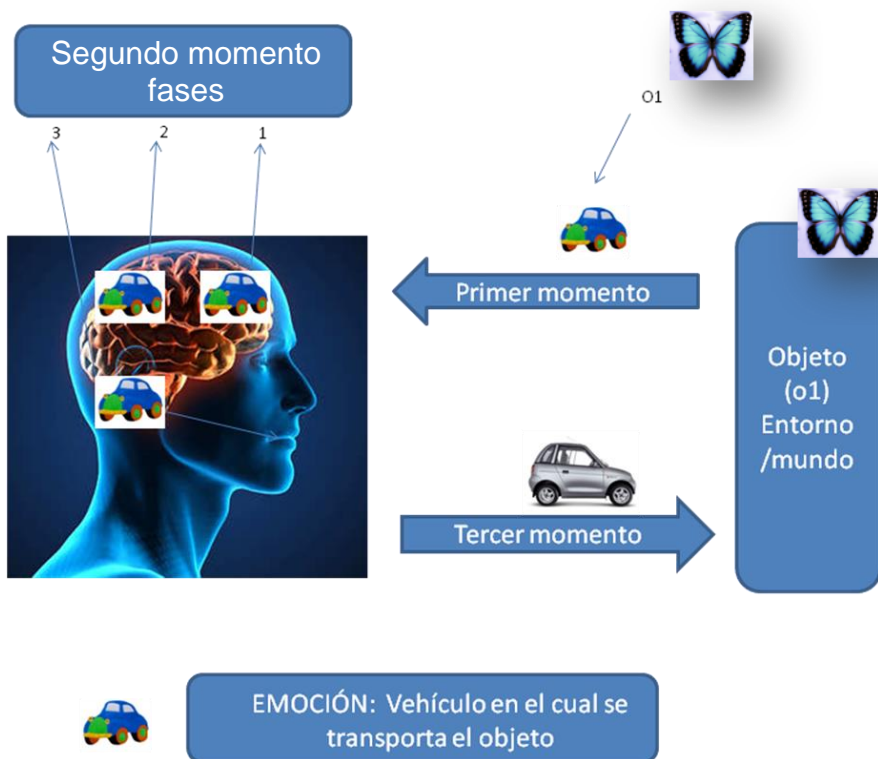 Segundo momento
fases
3
2
1
O1
Primer momento
Objeto
(o1)
Entorno
/mundo
Tercer momento
EMOCIÓN: Vehículo en el cual se
transporta el objeto